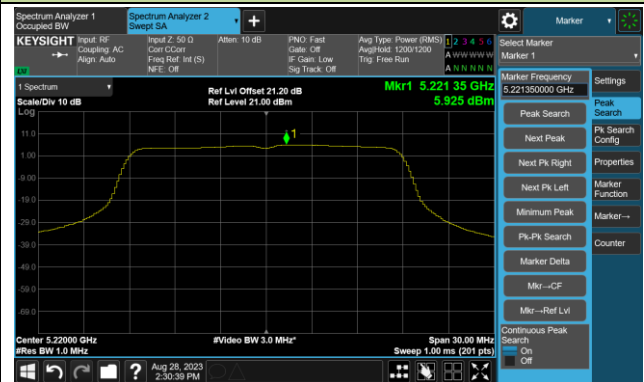 Spectrum Analyzer 1
Occupied BW
Spectrum Analyzer 2
Swept SA
Marker
KEYSIGHT
Input: RF
Coupling: AC
Align: Auto
Input Z: 50 Ω
Corr CCorr
Freq Ref: Int (S)
NFE: Off
Atten: 10 dB
PNO: Fast
Gate: Off
IF Gain: Low
Sig Track: Off
Avg Type: Power (RMS)
Avg|Hold: 1200/1200
Trig: Free Run
1 2 3 4 5 6
A W W W W W
A N N N N N
Select Marker
Marker 1
LXI
1 Spectrum
Scale/Div 10 dB
Log
Ref Lvl Offset 21.20 dB
Ref Level 21.00 dBm
Mkr1 5.221 35 GHz
5.925 dBm
11.0
1.00
-9.00
-19.0
-29.0
-39.0
-49.0
-59.0
-69.0
1
Center 5.22000 GHz
#Res BW 1.0 MHz
#Video BW 3.0 MHz*
Span 30.00 MHz
Sweep 1.00 ms (201 pts)
Marker Frequency
5.221350000 GHz
Peak Search
Next Peak
Next Pk Right
Next Pk Left
Minimum Peak
Pk-Pk Search
Marker Delta
Mkr→CF
Mkr→Ref Lvl
Continuous Peak
Search
On
Off
Settings
Peak
Search
Pk Search
Config
Properties
Marker
Function
Marker→
Counter
?
Aug 28, 2023
2:30:39 PM